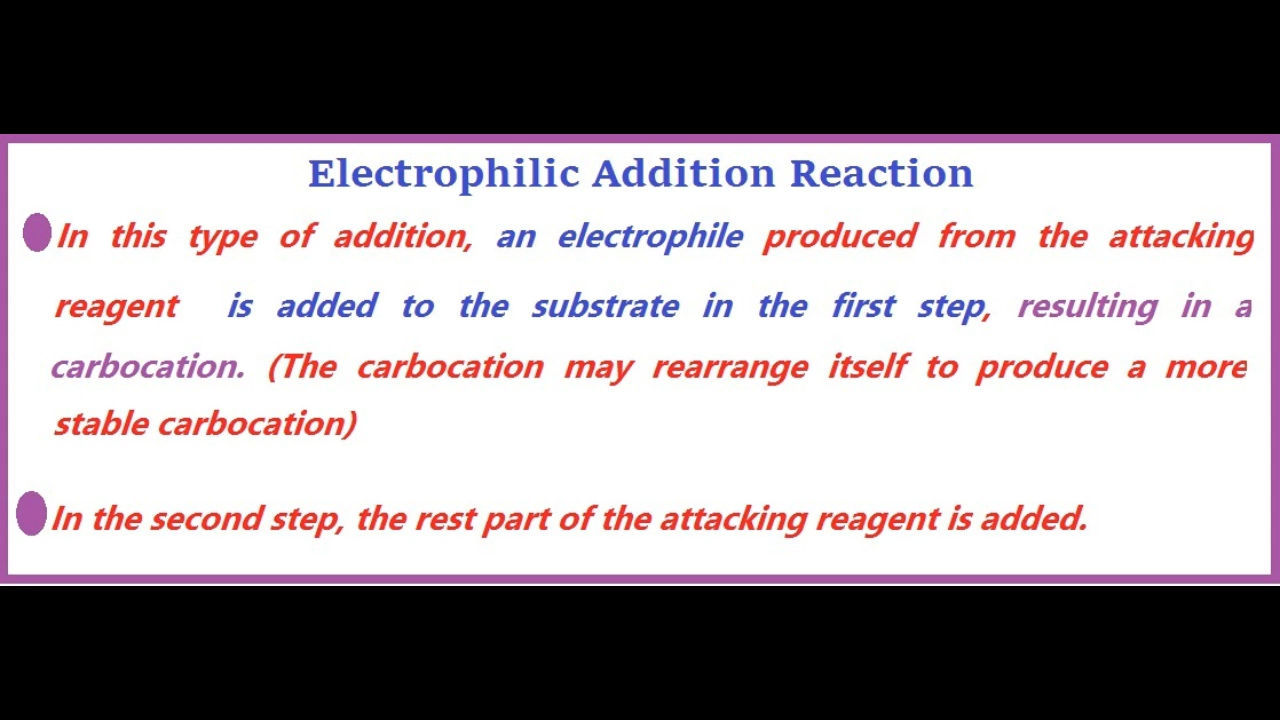 Electrophilic Addition Reaction
In this type of addition, an electrophile produced from the attacking
reagent is added to the substrate in the first step, resulting in a
carbocation. (The carbocation may rearrange itself to produce a more
stable carbocation)
In the second step, the rest part of the attacking reagent is added.